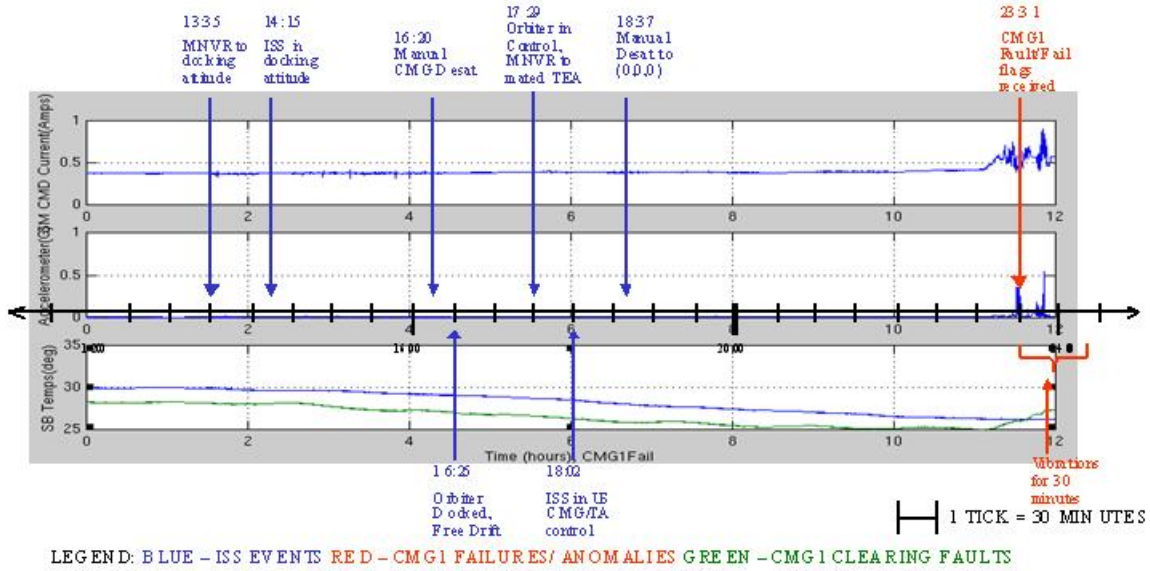 13:35
MNVR to
docking
attitude
14:15
ISS in
docking
attitude
16:20
Manual
CMG Desat
17:29
Orbiter in
Control,
MNVR to
mated TEA
18:37
Manual
Desat to
(0,0,0)
23:31
CMG1
Fault/Fail
flags
received
SM CMD Current(Amps)
1
0.5
0
0 2 4 6 8 10 12
Accelerometer(G)
1
0.5
0
0 2 4 6 8 10 12
16:00
20:00
SB Temps(deg)
35
30
25
0 2 4 6 8 10 12
Time (hours), CMG1Fail
16:25
Orbiter
Docked,
Free Drift
18:02
ISS in US
CMG/TA
control
Vibrations
for 30
minutes
1 TICK = 30 MINUTES
LEGEND: BLUE – ISS EVENTS RED – CMG1 FAILURES/ ANOMALIES GREEN – CMG1 CLEARING FAULTS